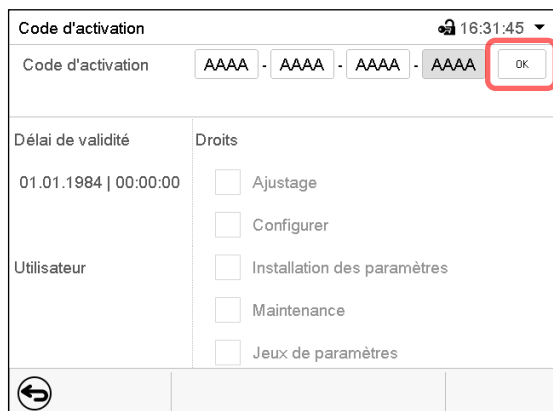 Code d'activation 16:31:45
Code d'activation AAAA - AAAA - AAAA - AAAA OK
Délai de validité Droits
01.01.1984 | 00:00:00 Ajustage
Configurer
Utilisateur Installation des paramètres
Maintenance
Jeux de paramètres